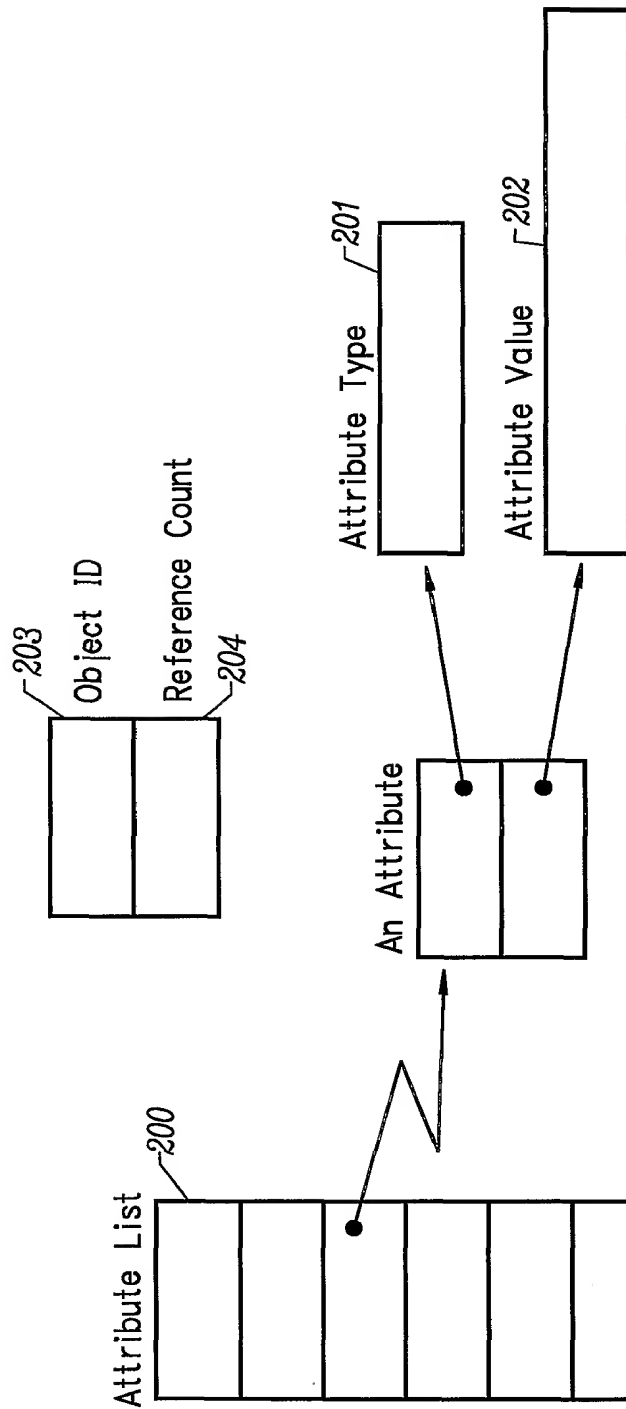 203
Object ID
Reference Count
204
Attribute List
200
An Attribute
Attribute Type
201
Attribute Value
202